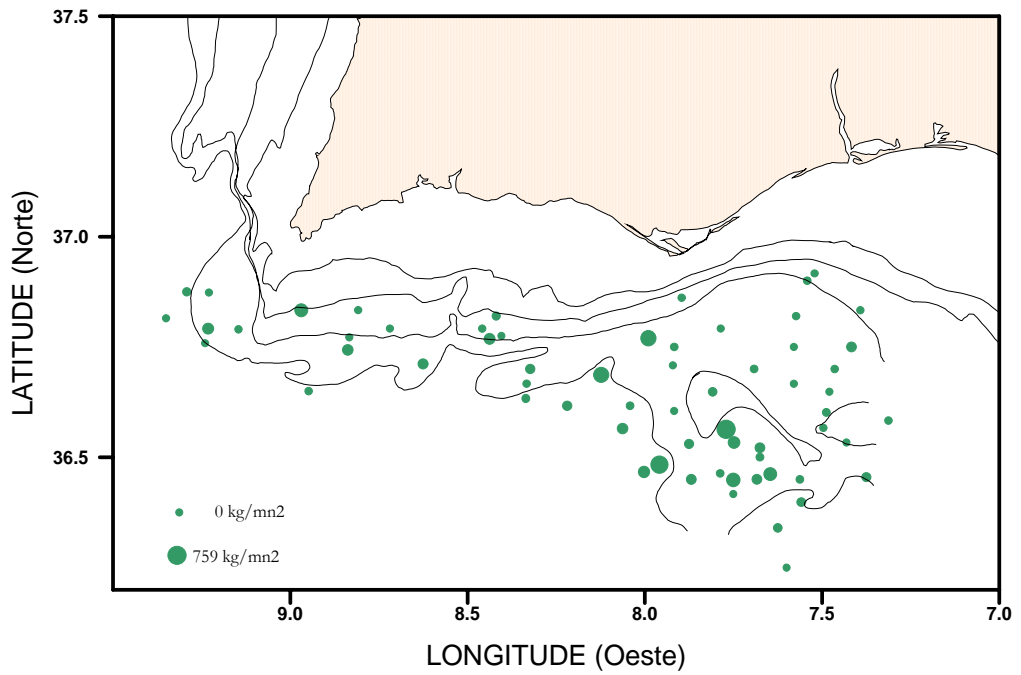 37.5
37.0
36.5
LATITUDE (Norte)
0 kg/mn2
759 kg/mn2
9.0 8.5 8.0 7.5 7.0
LONGITUDE (Oeste)